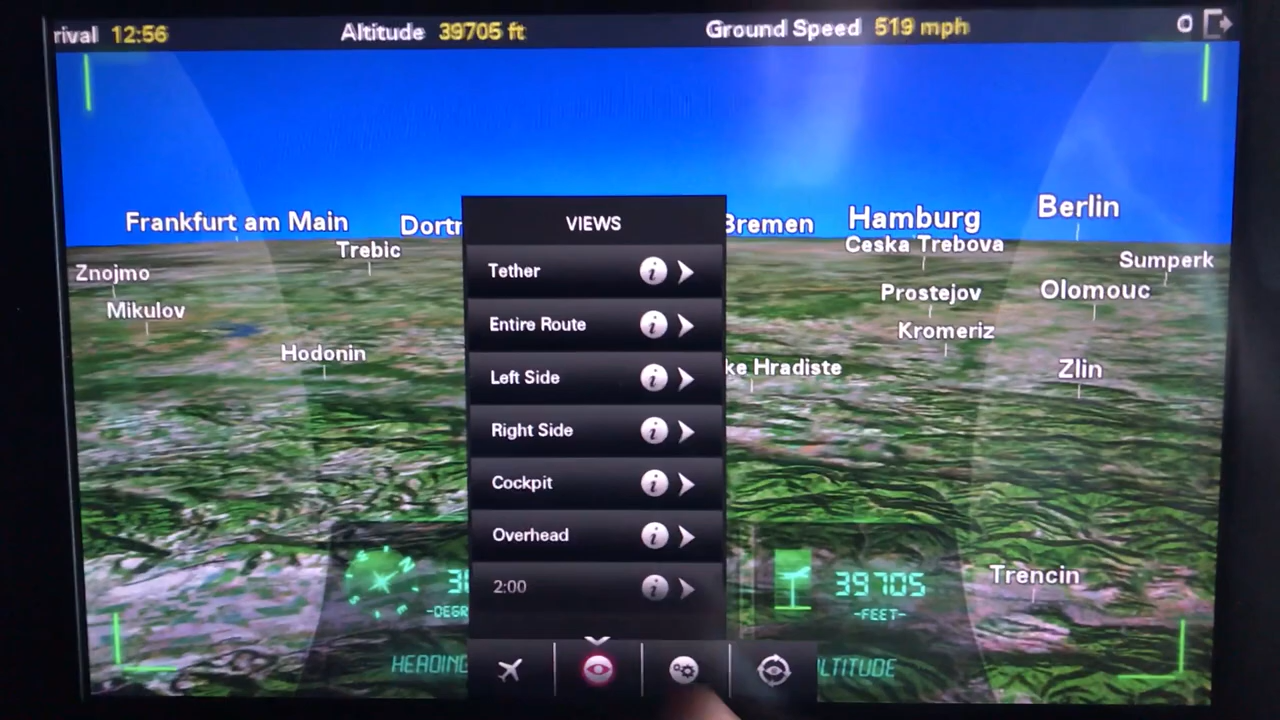 rival 12:56 Altitude 39705 ft Ground Speed 519 mph
Frankfurt am Main Dortm Bremen Hamburg Berlin
Trebic Ceska Trebova
Znojmo Sumperk
Mikulov Prostejov Olomouc
Kromeriz
Hodonin ke Hradiste Zlin
VIEWS
Tether i
Entire Route i
Left Side i
Right Side i
Cockpit i
Overhead i
2:00 i
N 39705 Trencin
-DEGR -FEET-
HEADING LTITUDE